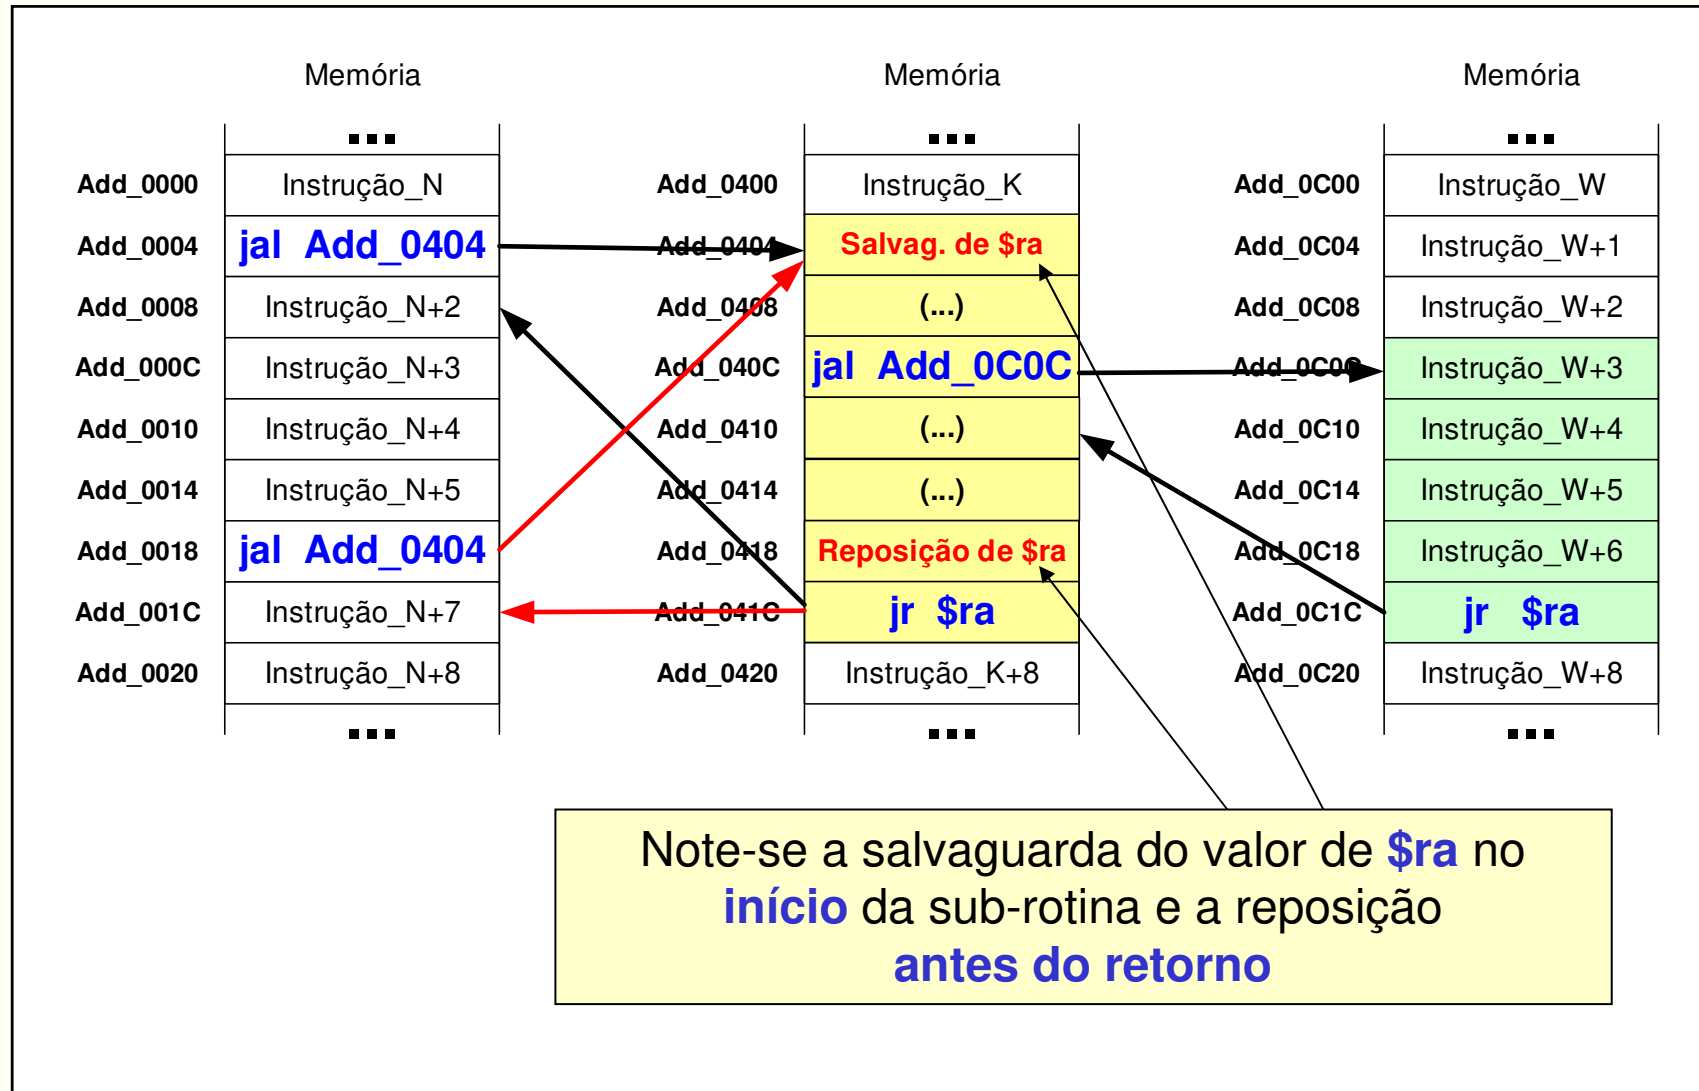 Memória Memória Memória
... ... ...
Add_0000 Instrução_N Add_0400 Instrução_K Add_0C00 Instrução_W
Add_0004 jal Add_0404 Add_0404 Salvag. de $ra Add_0C04 Instrução_W+1
Add_0008 Instrução_N+2 Add_0408 (...) Add_0C08 Instrução_W+2
Add_000C Instrução_N+3 Add_040C jal Add_0C0C Add_0C0C Instrução_W+3
Add_0010 Instrução_N+4 Add_0410 (...) Add_0C10 Instrução_W+4
Add_0014 Instrução_N+5 Add_0414 (...) Add_0C14 Instrução_W+5
Add_0018 jal Add_0404 Add_0418 Reposição de $ra Add_0C18 Instrução_W+6
Add_001C Instrução_N+7 Add_041C jr $ra Add_0C1C jr $ra
Add_0020 Instrução_N+8 Add_0420 Instrução_K+8 Add_0C20 Instrução_W+8
... ... ...
Note-se a salvaguarda do valor de $ra no
início da sub-rotina e a reposição
antes do retorno